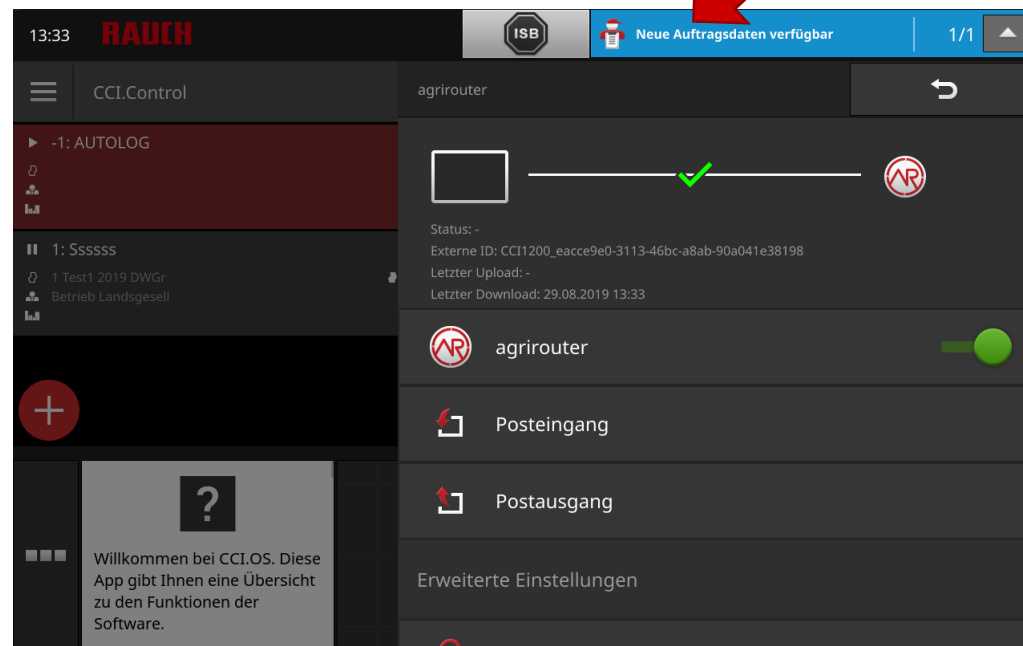 13:33
RAUCH
ISB
Neue Auftragsdaten verfügbar
1/1
CCI.Control
agrirouter
-1: AUTOLOG
Status: -
Externe ID: CCI1200_eacce9e0-3113-46bc-a8ab-90a041e38198
Letzter Upload: -
Letzter Download: 29.08.2019 13:33
1: Ssssss
1 Test1 2019 DWGr
Betrieb Landsgesell
agrirouter
Posteingang
Postausgang
Erweiterte Einstellungen
?
Willkommen bei CCI.OS. Diese
App gibt Ihnen eine Übersicht
zu den Funktionen der
Software.